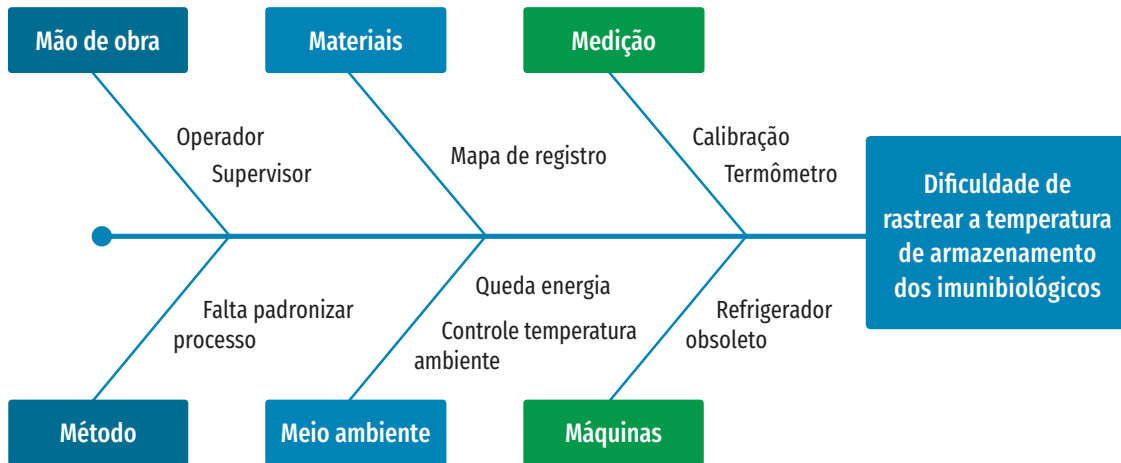 Mão de obra
Materiais
Medição
Operador
Supervisor
Mapa de registro
Calibração
Termômetro
Dificuldade de
rastrear a temperatura
de armazenamento
dos imunibiológicos
Falta padronizar
processo
Queda energia
Controle temperatura
ambiente
Refrigerador
obsoleto
Método
Meio ambiente
Máquinas